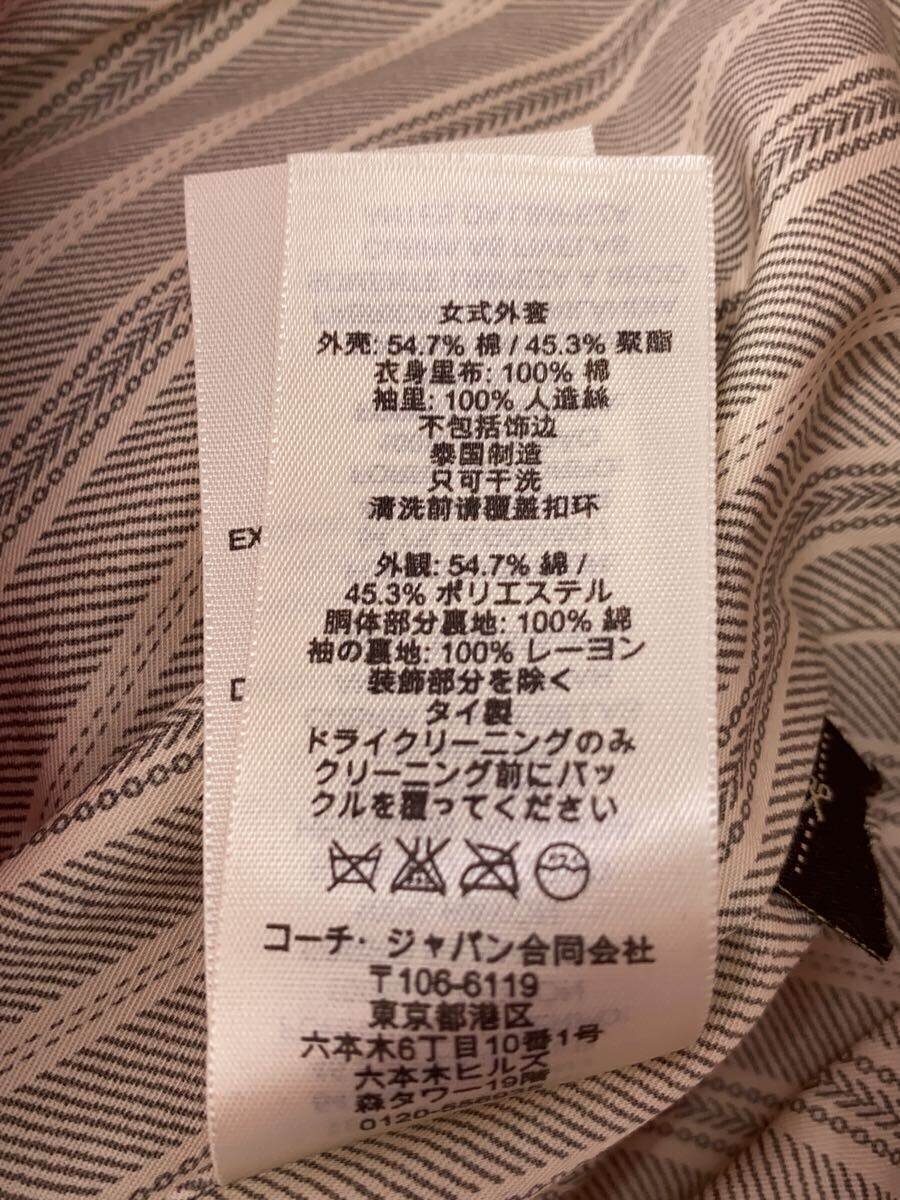 女式外套
外壳: 54.7% 棉 / 45.3% 聚酯
衣身里布: 100% 棉
袖里: 100% 人造絲
不包括饰边
泰国制造
只可干洗
清洗前请覆盖扣环
外観: 54.7% 綿 /
45.3% ポリエステル
胴体部分裏地: 100% 綿
袖の裏地: 100% レーヨン
装飾部分を除く
タイ製
ドライクリーニングのみ
クリーニング前にバッ
クルを覆ってください
コーチ・ジャパン合同会社
〒106-6119
東京都港区
六本木6丁目10番1号
六本木ヒルズ
森タワー19階
EX
D